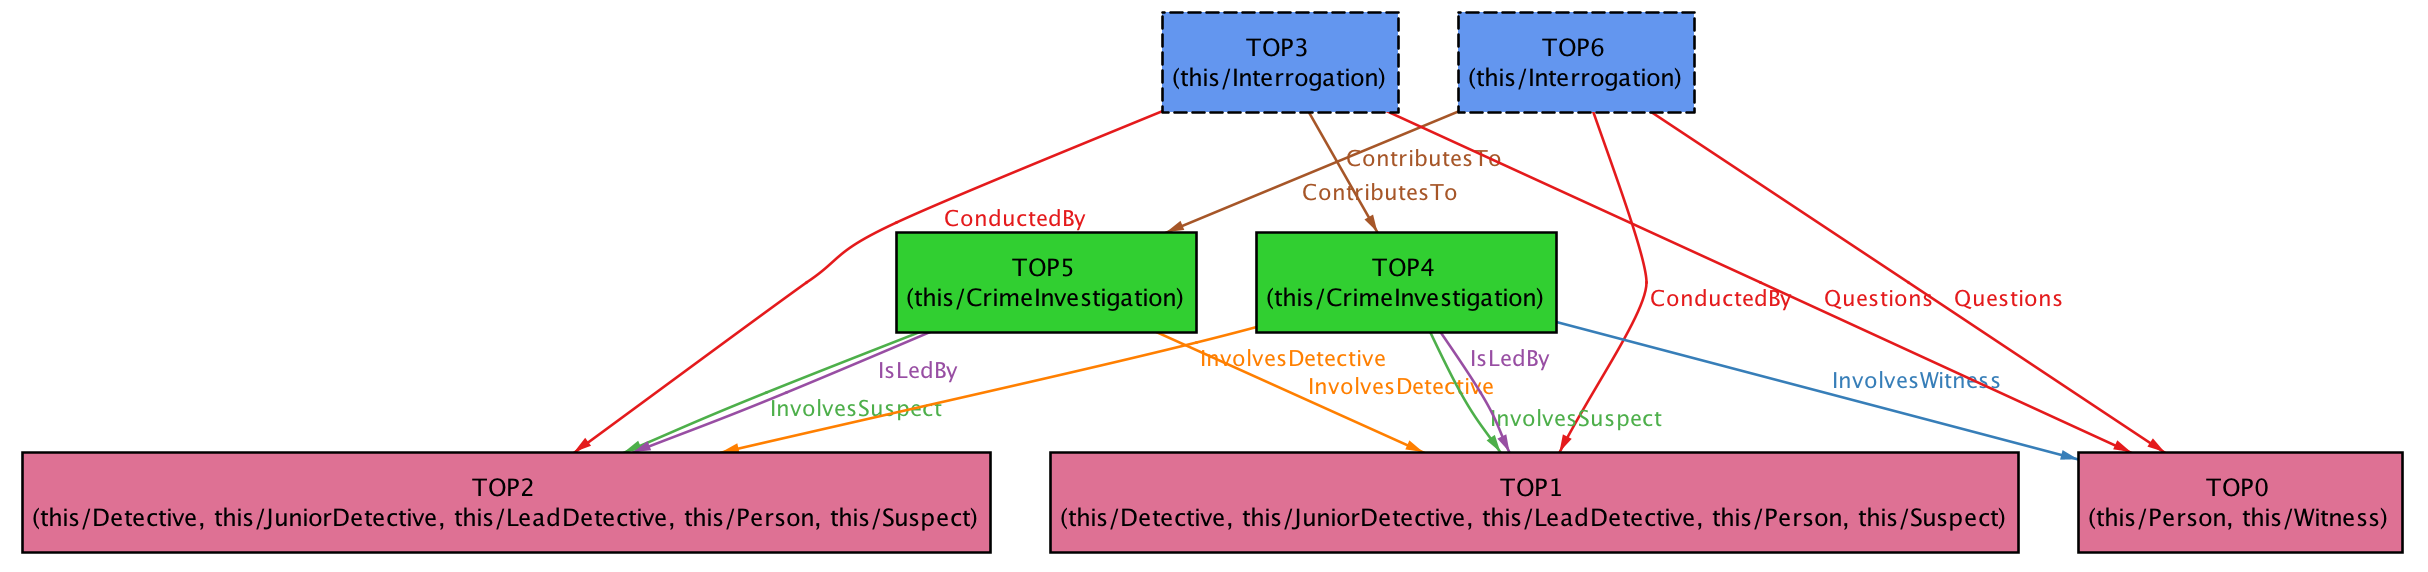 TOP3
(this/Interrogation)
TOP6
(this/Interrogation)
ContributesTo
ContributesTo
ConductedBy
TOP5
(this/CrimeInvestigation)
TOP4
(this/CrimeInvestigation)
ConductedBy
Questions
Questions
IsLedBy
InvolvesDetective
IsLedBy
InvolvesDetective
InvolvesWitness
InvolvesSuspect
InvolvesSuspect
TOP2
(this/Detective, this/JuniorDetective, this/LeadDetective, this/Person, this/Suspect)
TOP1
(this/Detective, this/JuniorDetective, this/LeadDetective, this/Person, this/Suspect)
TOP0
(this/Person, this/Witness)